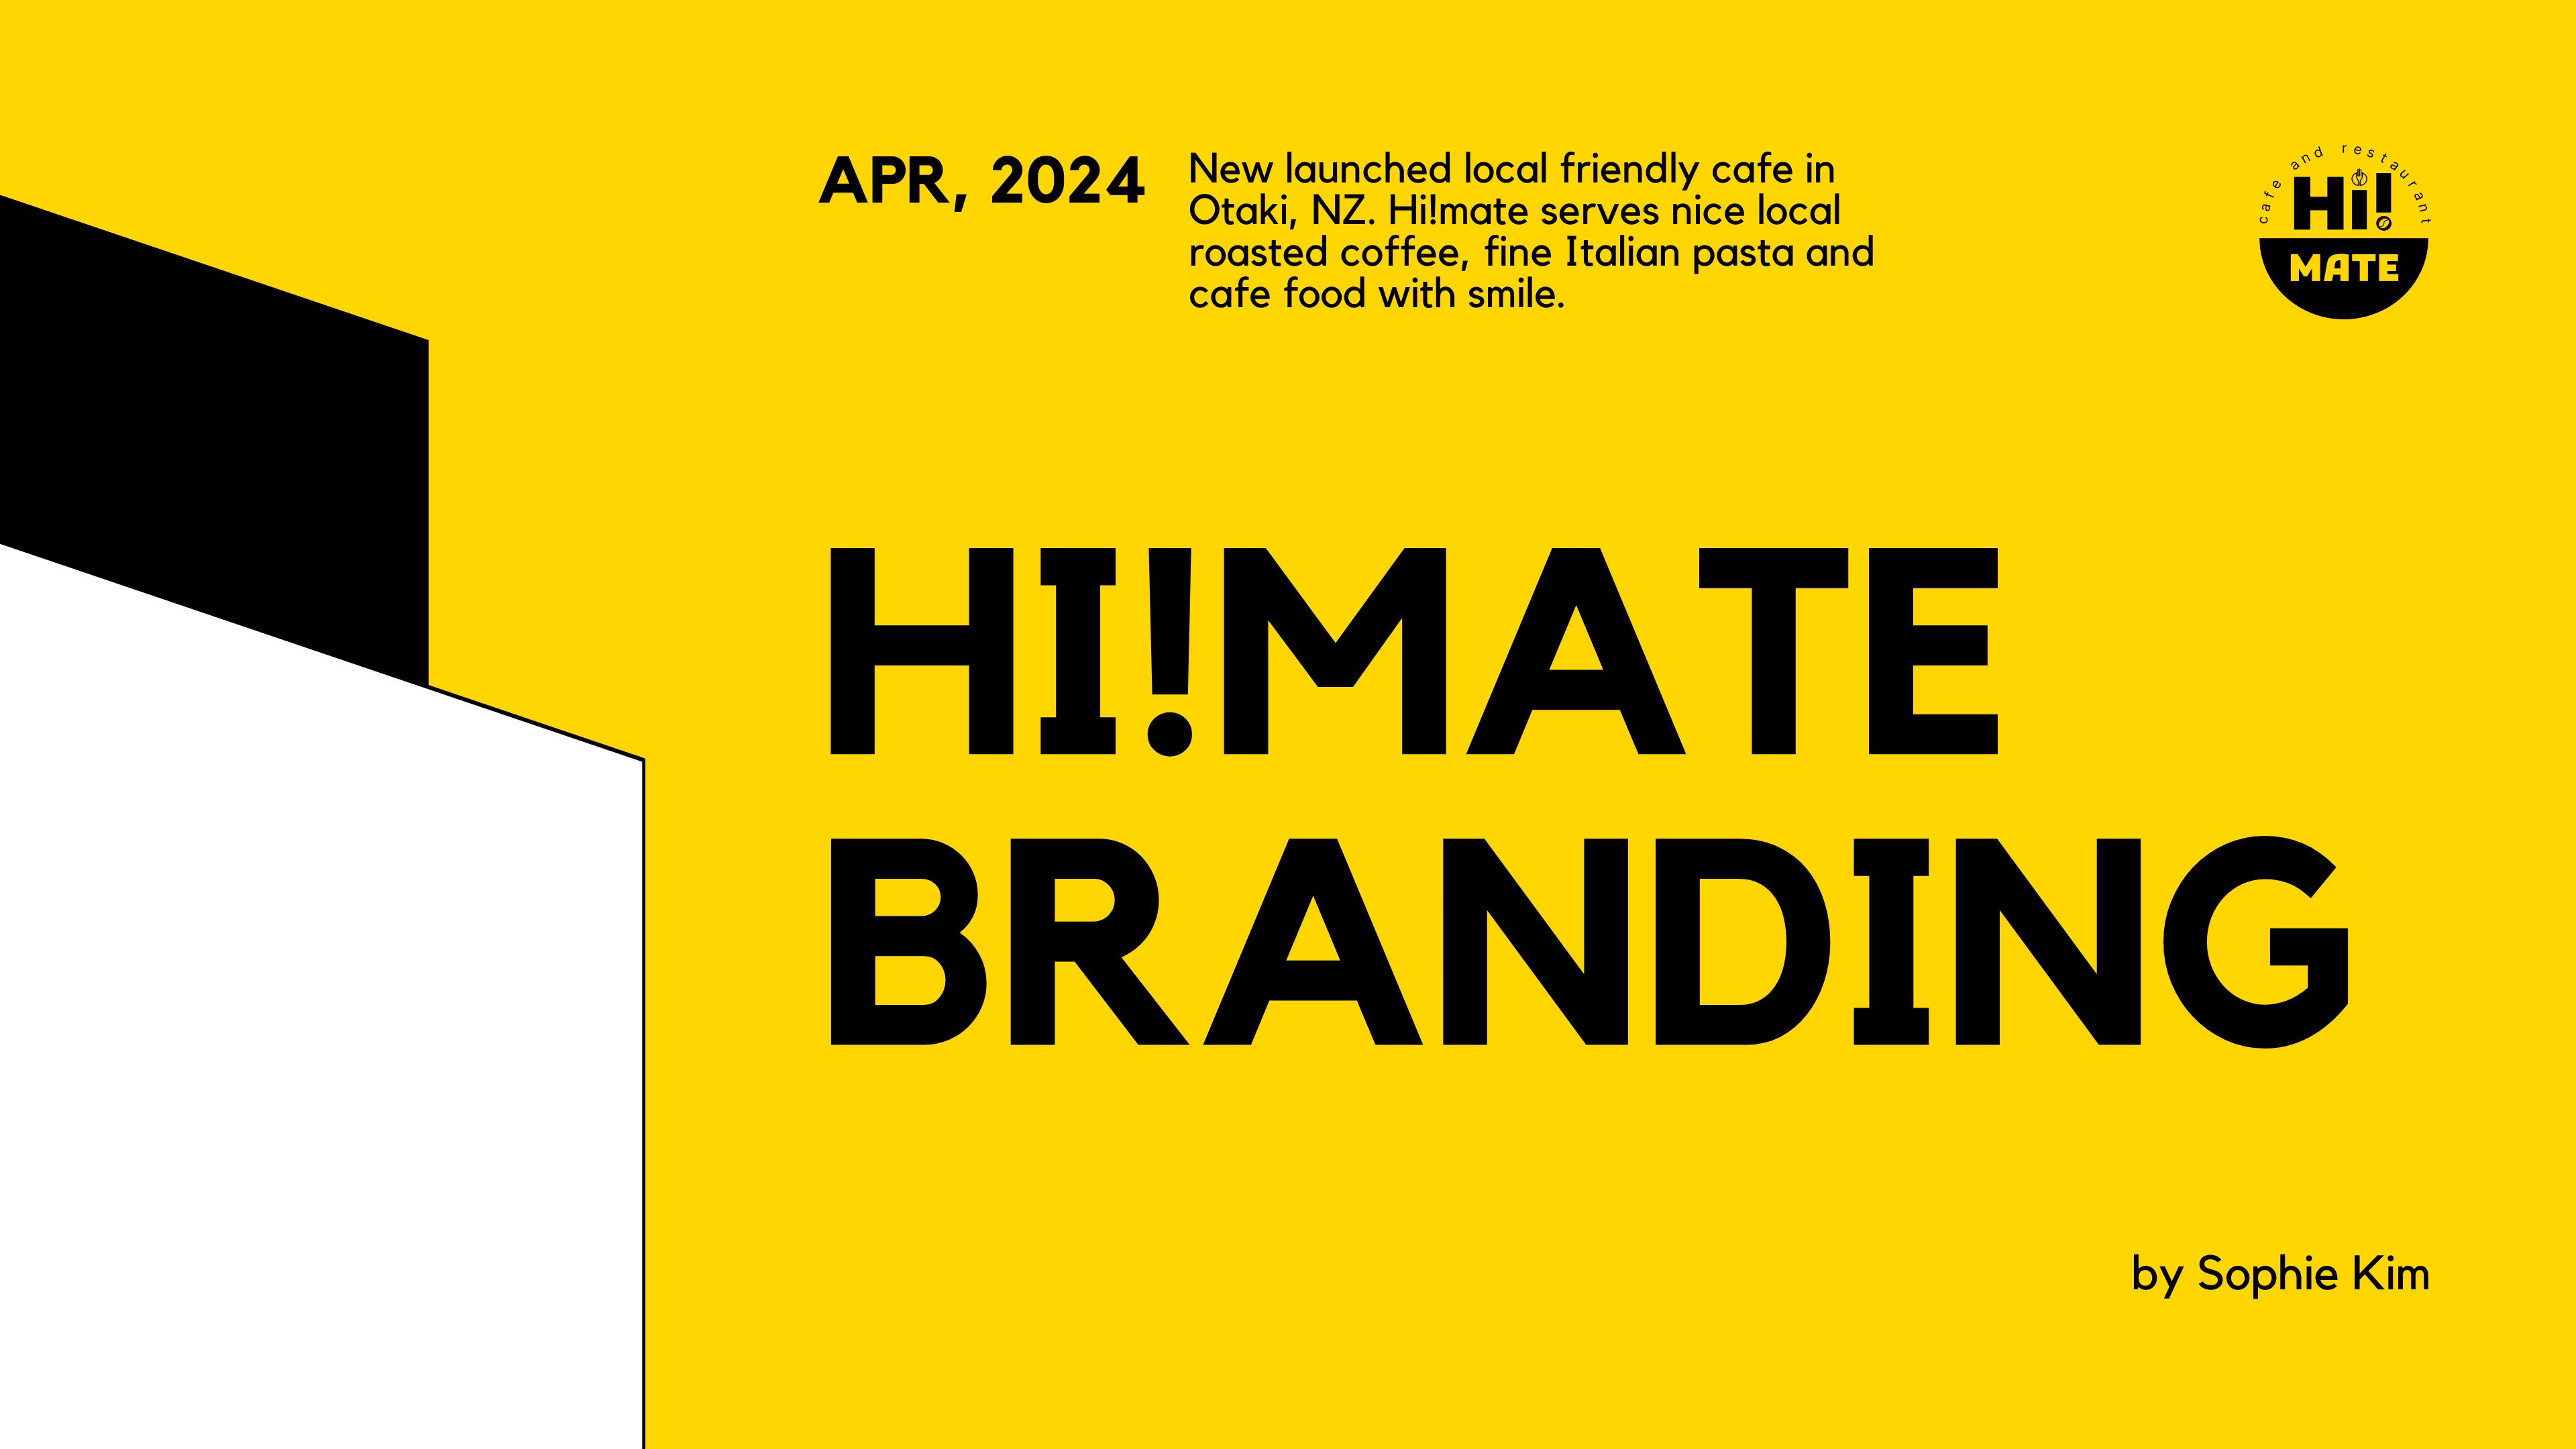 APR, 2024
New launched local friendly cafe in
Otaki, NZ. Hi!mate serves nice local
roasted coffee, fine Italian pasta and
cafe food with smile.
cafe and restaurant
Hi!
MATE
HI!MATE
BRANDING
by Sophie Kim